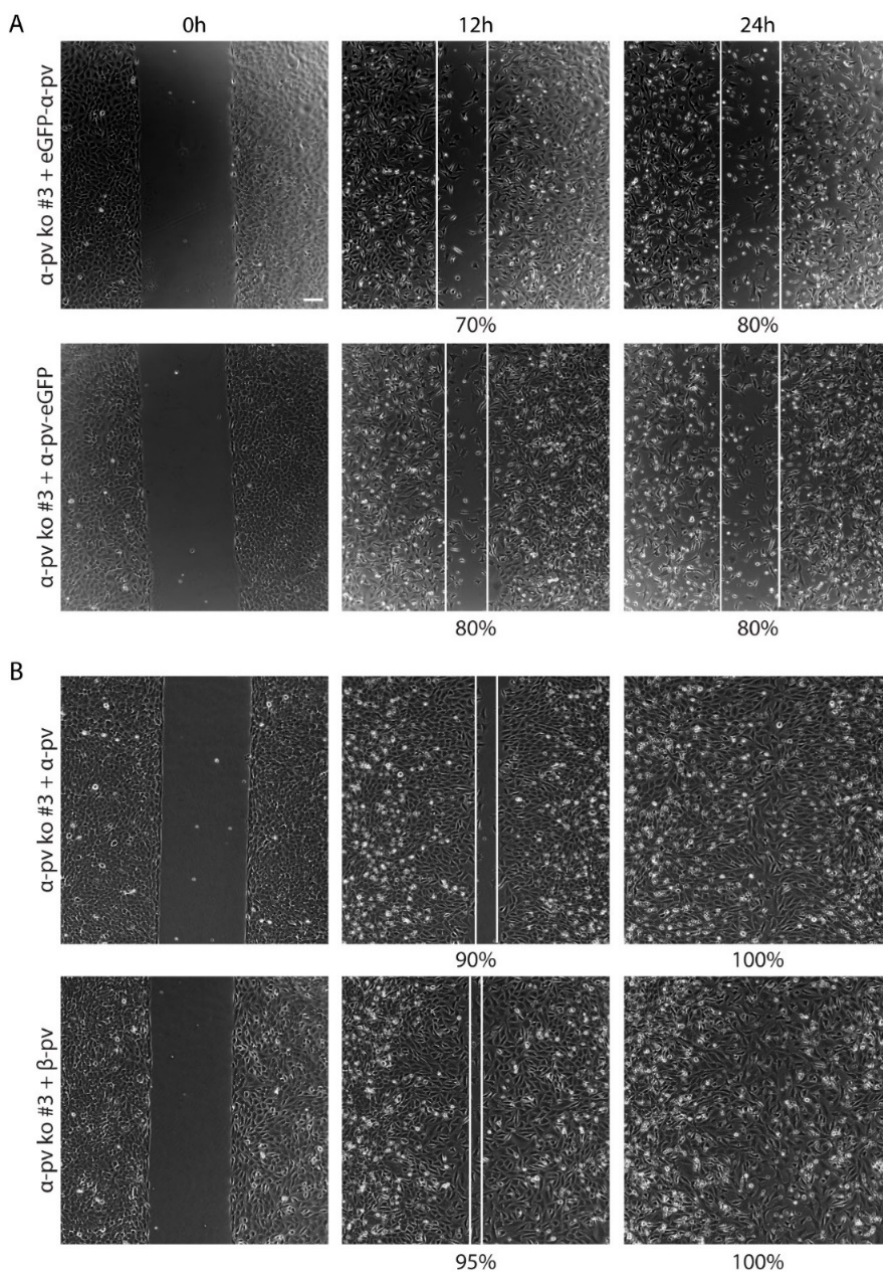 A
0h
12h
24h
α-pv ko #3 + eGFP-α-pv
70%
80%
α-pv ko #3 + α-pv-eGFP
80%
80%
B
α-pv ko #3 + α-pv
90%
100%
α-pv ko #3 + β-pv
95%
100%